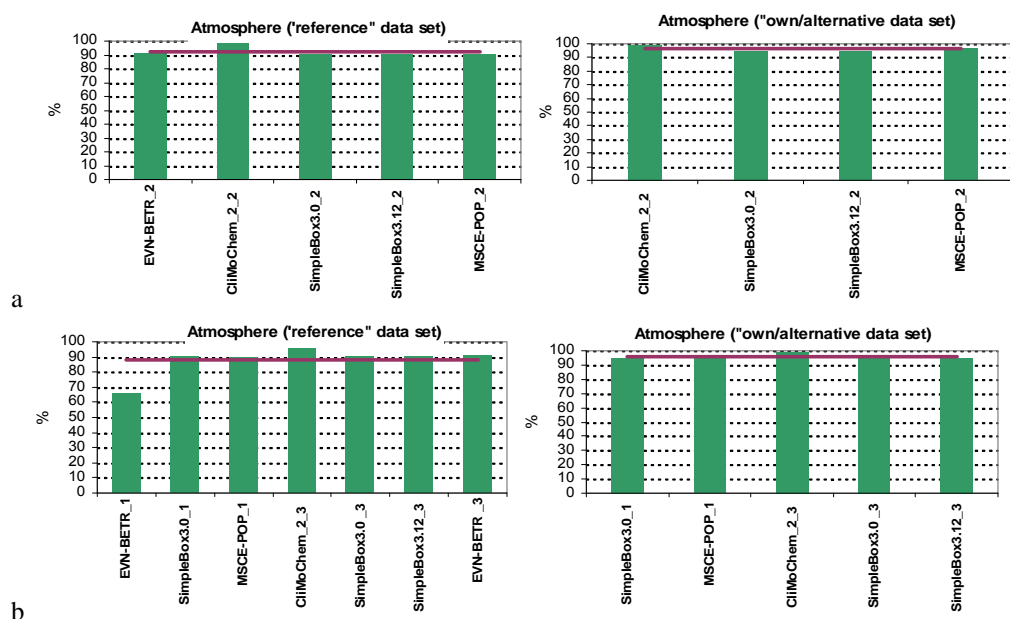 Atmosphere ("reference" data set)
%
100
90
80
70
60
50
40
30
20
10
0
EVN-BETR_2
CliMoChem_2_2
SimpleBox3.0_2
SimpleBox3.12_2
MSCE-POP_2
Atmosphere ("own/alternative data set)
%
100
90
80
70
60
50
40
30
20
10
0
CliMoChem_2_2
SimpleBox3.0_2
SimpleBox3.12_2
MSCE-POP_2
a
Atmosphere ("reference" data set)
%
100
90
80
70
60
50
40
30
20
10
0
EVN-BETR_1
SimpleBox3.0_1
MSCE-POP_1
CliMoChem_2_3
SimpleBox3.0_3
SimpleBox3.12_3
EVN-BETR_3
Atmosphere ("own/alternative data set)
%
100
90
80
70
60
50
40
30
20
10
0
SimpleBox3.0_1
MSCE-POP_1
CliMoChem_2_3
SimpleBox3.0_3
SimpleBox3.12_3
b